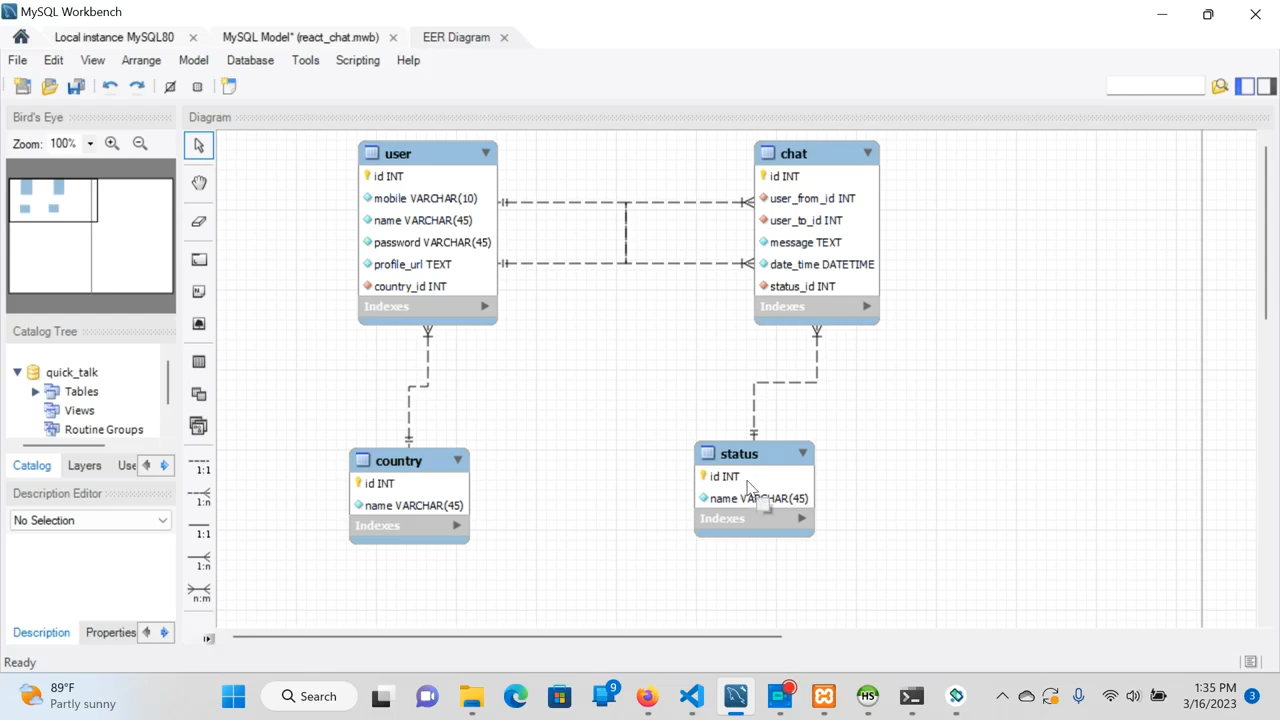 MySQL Workbench
Local instance MySQL80
MySQL Model* (react_chat.mwb)
EER Diagram
File Edit View Arrange Model Database Tools Scripting Help
Bird's Eye
Diagram
Zoom: 100%
user
id INT
mobile VARCHAR(10)
name VARCHAR(45)
password VARCHAR(45)
profile_url TEXT
country_id INT
Indexes
chat
id INT
user_from_id INT
user_to_id INT
message TEXT
date_time DATETIME
status_id INT
Indexes
Catalog Tree
quick_talk
Tables
Views
Routine Groups
Catalog Layers Use
Description Editor
No Selection
Description Properties
1:1
1:n
1:1
1:n
n:m
country
id INT
name VARCHAR(45)
Indexes
status
id INT
name VARCHAR(45)
Indexes
Ready
89°F
Partly sunny
Search
9
HS
1:35 PM
3/16/2023
3